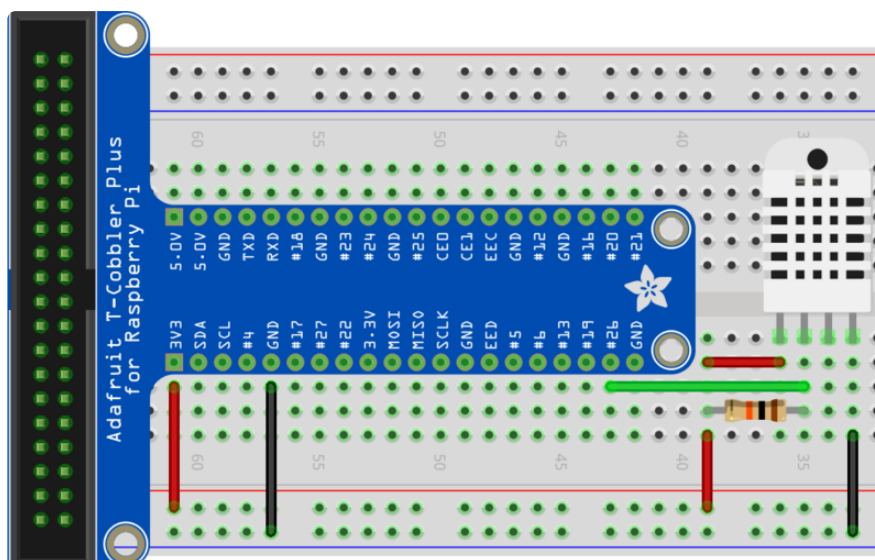 Adafruit T-Cobbler Plus
for Raspberry Pi
60
55
50
45
40
5.0V
5.0V
GND
TXD
RXD
#18
GND
#23
#24
GND
#25
CE0
CE1
EEC
GND
#12
GND
#16
#20
#21
3V3
SDA
SCL
#4
GND
#17
#27
#22
3.3V
MOSI
MISO
SCLK
GND
EED
#5
#6
#13
#19
#26
GND
60
55
50
45
40
35